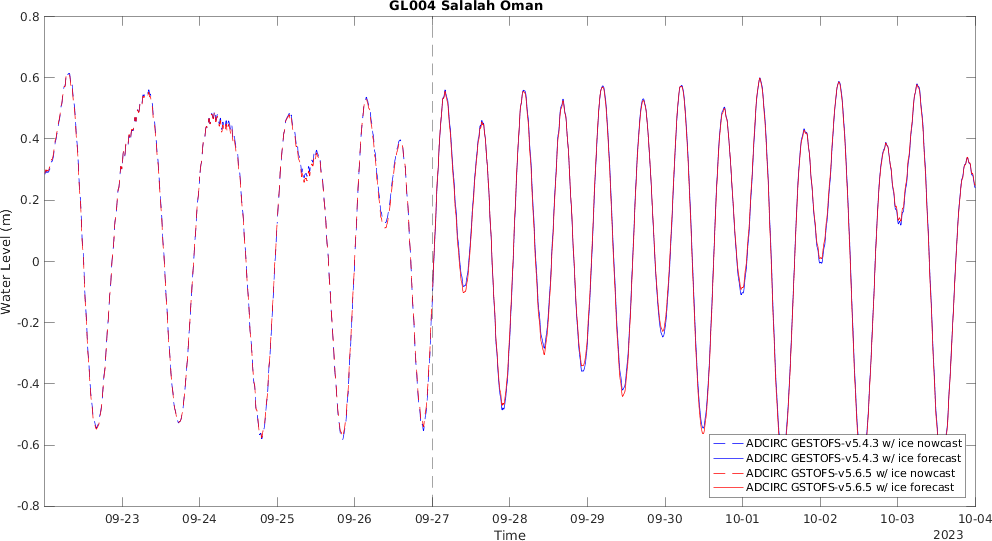 GL004 Salalah Oman
0.8
0.6
0.4
0.2
0
-0.2
-0.4
-0.6
-0.8
Water Level (m)
ADCIRC GESTOFS-v5.4.3 w/ ice nowcast
ADCIRC GESTOFS-v5.4.3 w/ ice forecast
ADCIRC GSTOFS-v5.6.5 w/ ice nowcast
ADCIRC GSTOFS-v5.6.5 w/ ice forecast
09-23 09-24 09-25 09-26 09-27 09-28 09-29 09-30 10-01 10-02 10-03 10-04
Time
2023